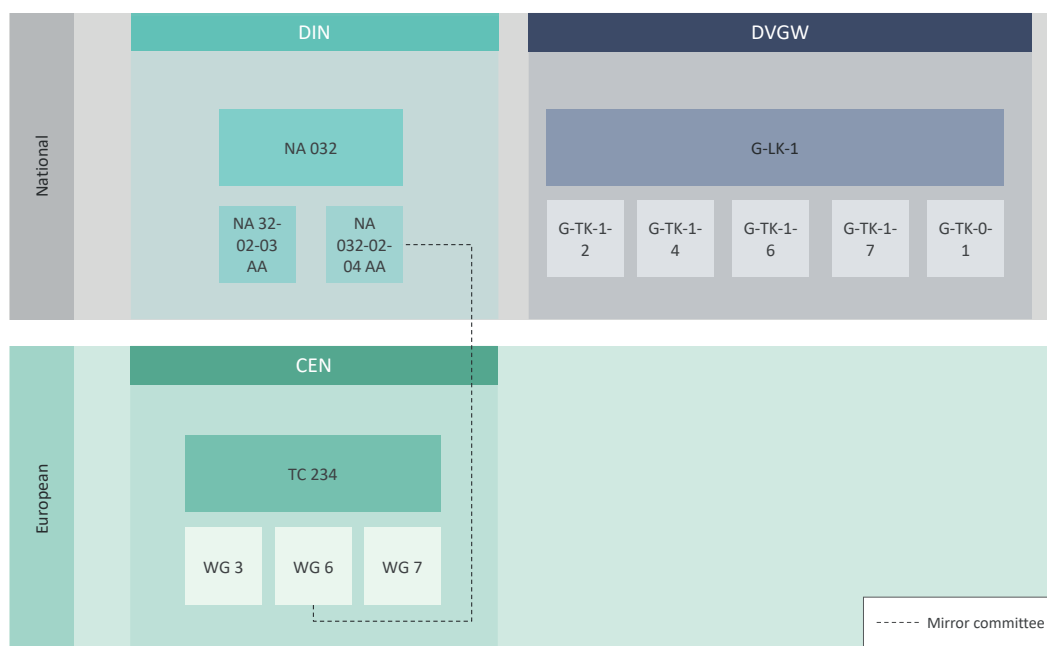 National
DIN
DVGW
NA 032
G-LK-1
NA 32-
02-03
AA
NA
032-02-
04 AA
G-TK-1-
2
G-TK-1-
4
G-TK-1-
6
G-TK-1-
7
G-TK-0-
1
European
CEN
TC 234
WG 3
WG 6
WG 7
Mirror committee